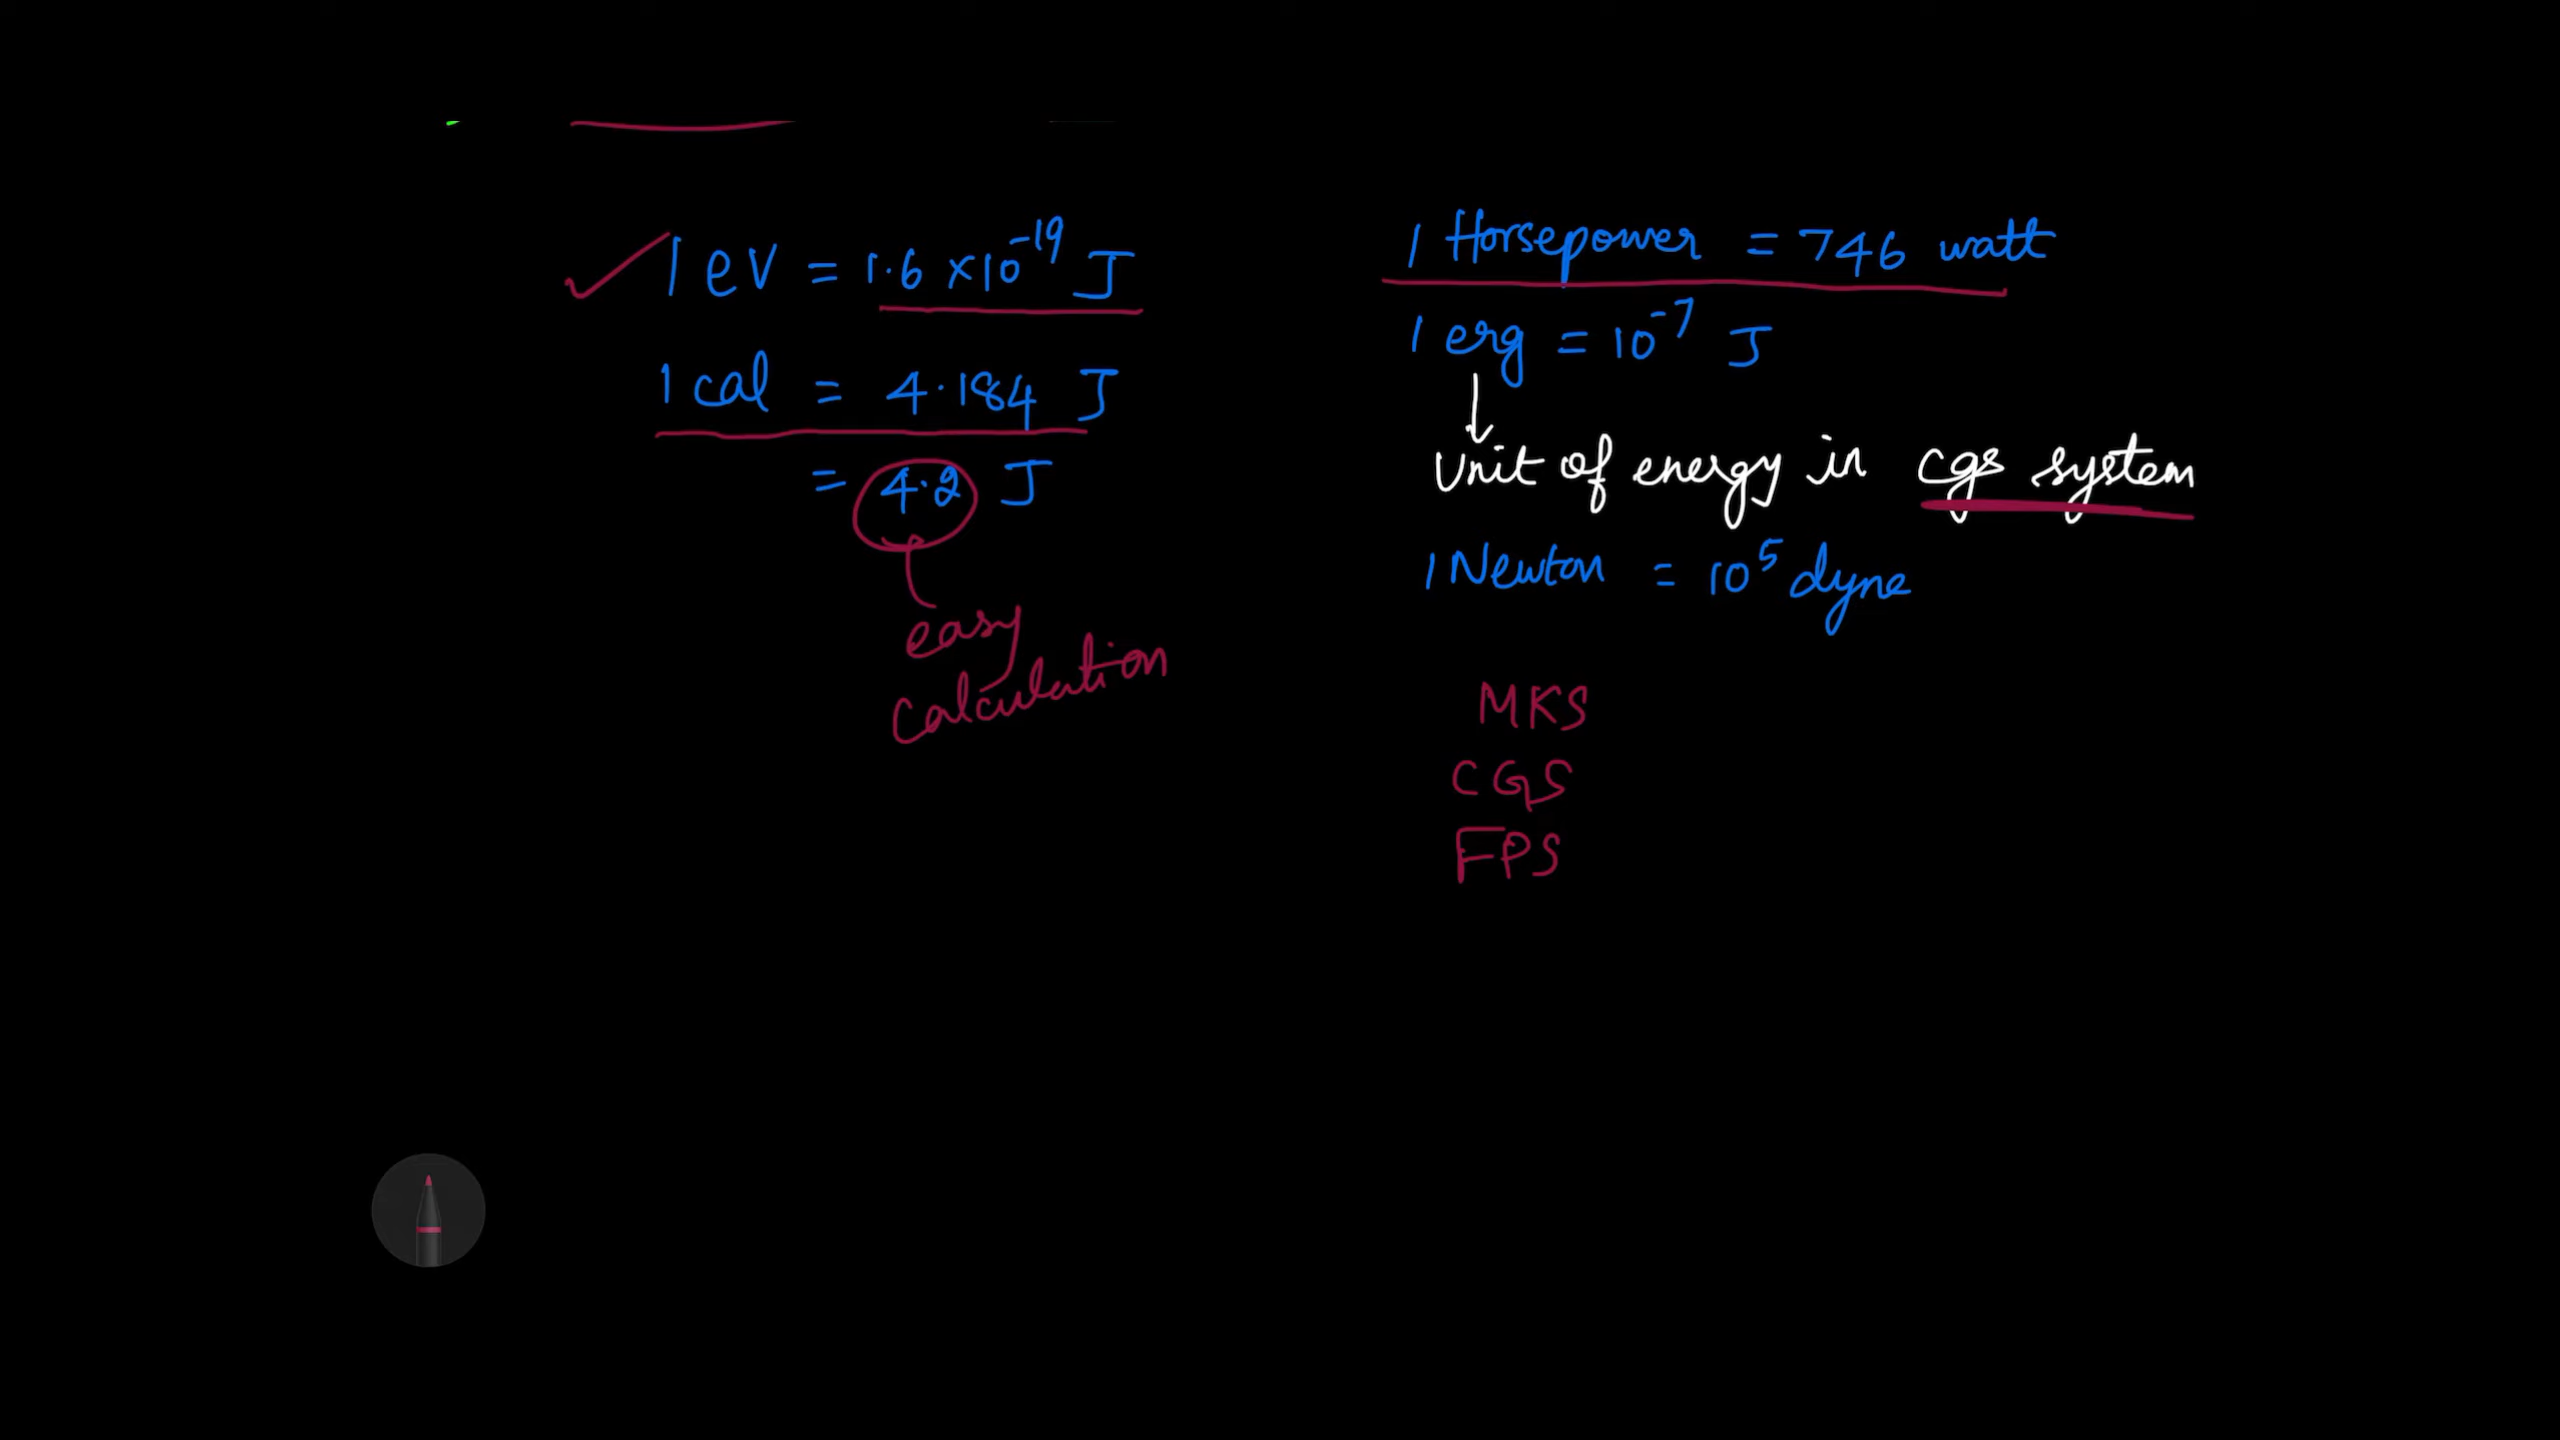 1 eV = 1.6 ×10⁻¹⁹ J
1 cal = 4.184 J
= 4.2 J
easy
calculation
1 Horsepower = 746 watt
1 erg = 10⁻⁷ J
Unit of energy in cgs system
1 Newton = 10⁵ dyne
MKS
CGS
FPS